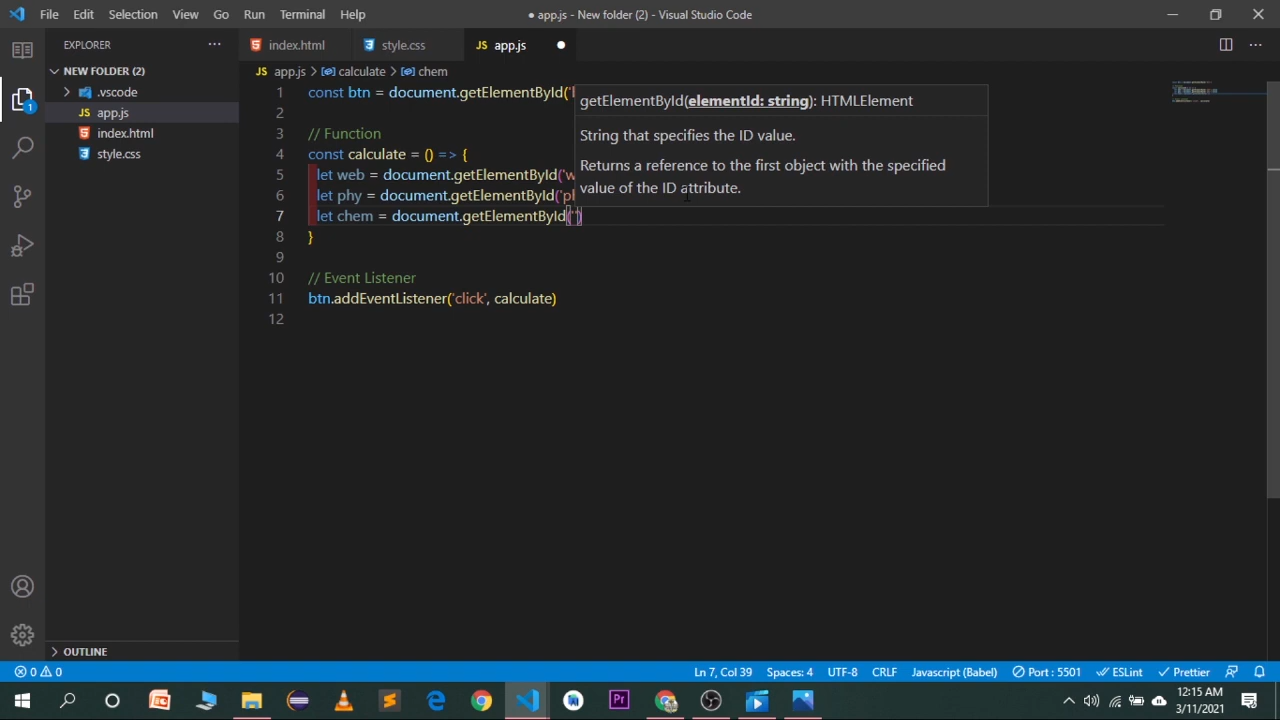 File Edit Selection View Go Run Terminal Help
● app.js - New folder (2) - Visual Studio Code
EXPLORER
index.html style.css JS app.js
NEW FOLDER (2)
.vscode
JS app.js
index.html
style.css
JS app.js > calculate > chem
1 const btn = document.getElementById('
2
3 // Function
4 const calculate = () => {
5 let web = document.getElementById('w
6 let phy = document.getElementById('p
7 let chem = document.getElementById('')
8 }
9
10 // Event Listener
11 btn.addEventListener('click', calculate)
12
getElementById(elementId: string): HTMLElement
String that specifies the ID value.
Returns a reference to the first object with the specified
value of the ID attribute.
1
OUTLINE
0 0
Ln 7, Col 39 Spaces: 4 UTF-8 CRLF Javascript (Babel) Port : 5501 ESLint Prettier
Pr
12:15 AM
3/11/2021